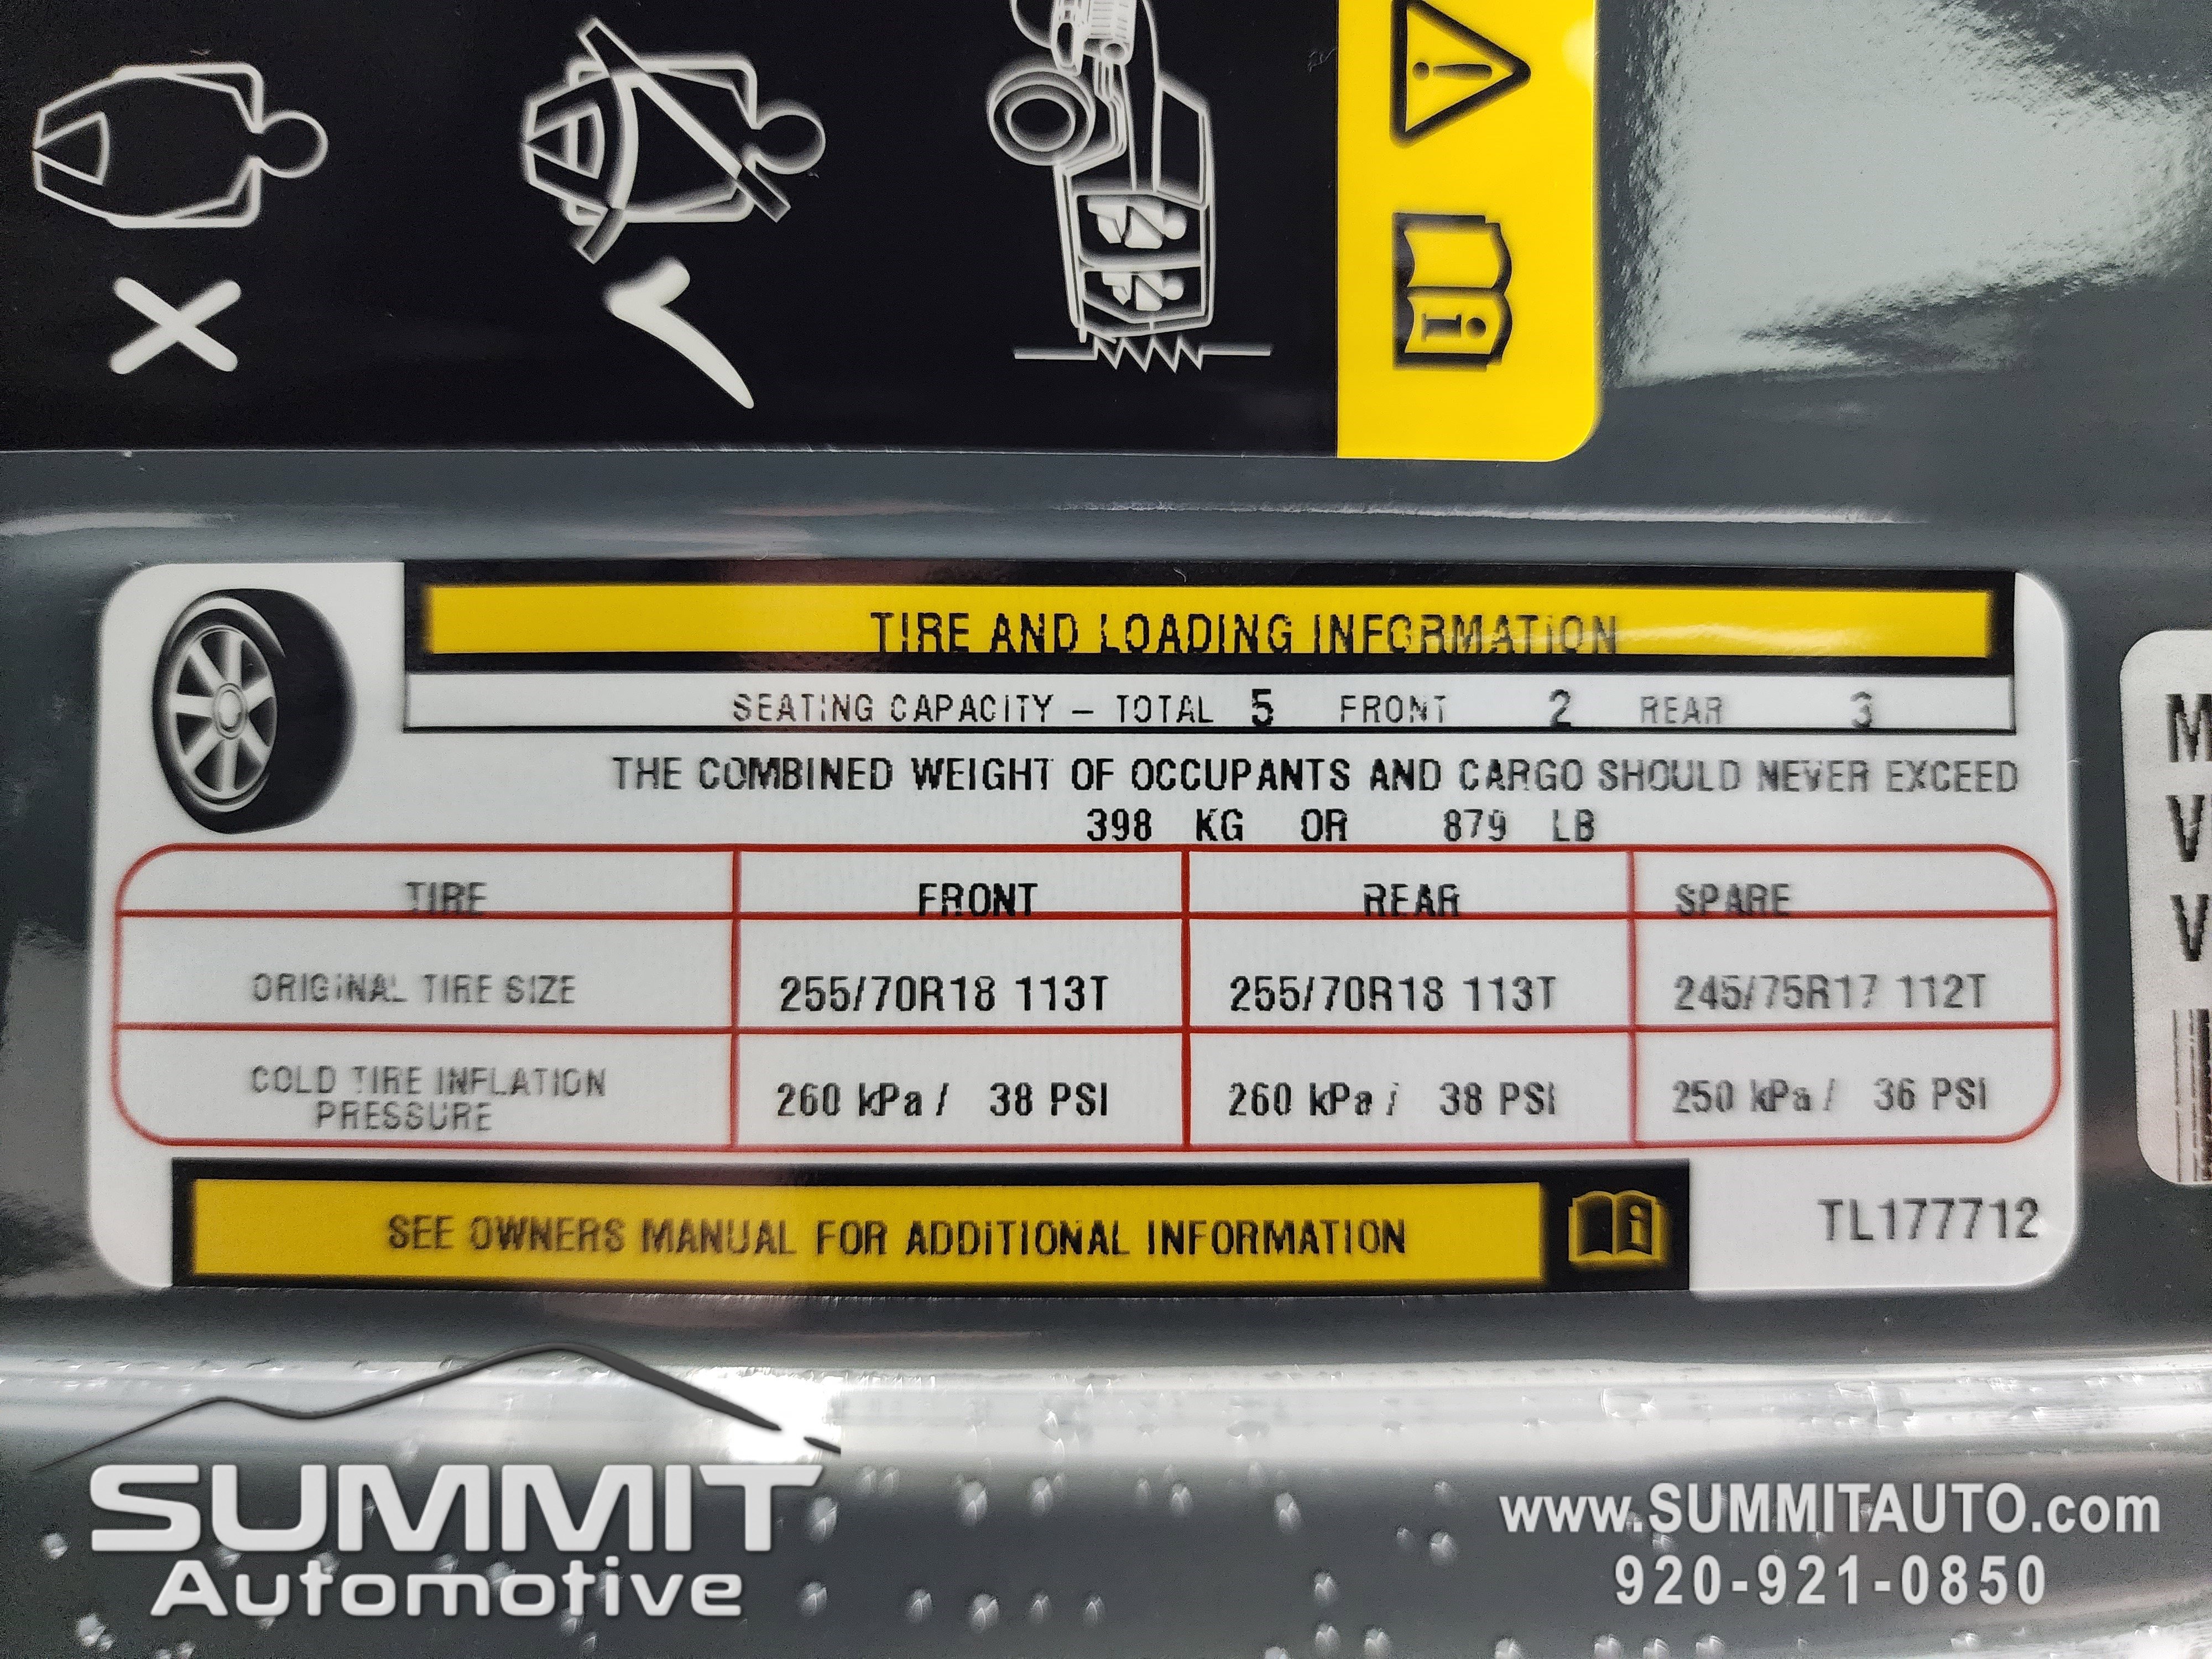 TIRE AND LOADING INFORMATION
SEATING CAPACITY – TOTAL 5 FRONT 2 REAR 3
THE COMBINED WEIGHT OF OCCUPANTS AND CARGO SHOULD NEVER EXCEED
398 KG OR 879 LB
TIRE FRONT REAR SPARE
ORIGINAL TIRE SIZE 255/70R18 113T 255/70R18 113T 245/75R17 112T
COLD TIRE INFLATION PRESSURE 260 kPa / 38 PSI 260 kPa / 38 PSI 250 kPa / 36 PSI
SEE OWNERS MANUAL FOR ADDITIONAL INFORMATION
TL177712
M
V
V
SUMMIT
Automotive
www.SUMMITAUTO.com
920-921-0850